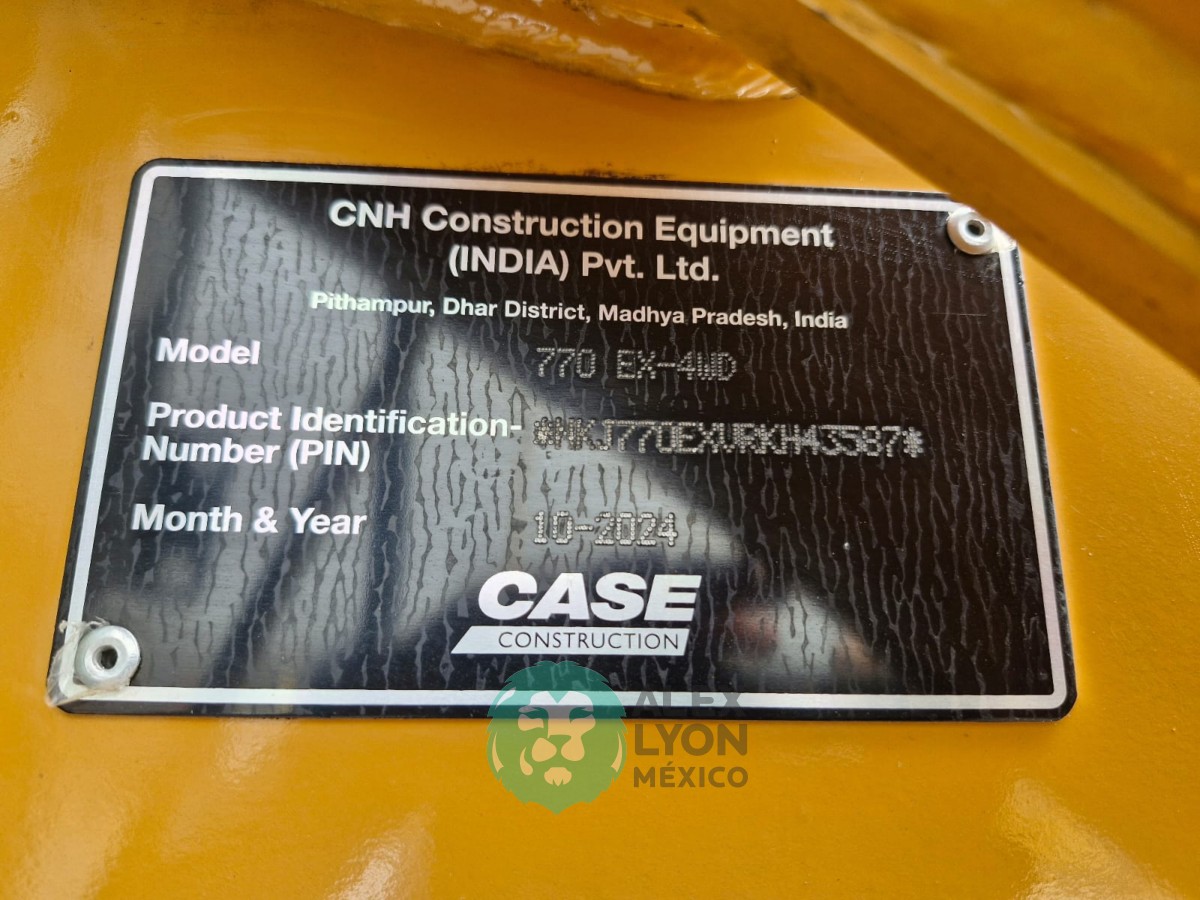 CNH Construction Equipment
(INDIA) Pvt. Ltd.
Pithampur, Dhar District, Madhya Pradesh, India
Model 770 EX-4WD
Product Identification- *NKJ770EXVRKH43587*
Number (PIN)
Month & Year 10-2024
CASE
CONSTRUCTION
ALEX
LYON
MÉXICO